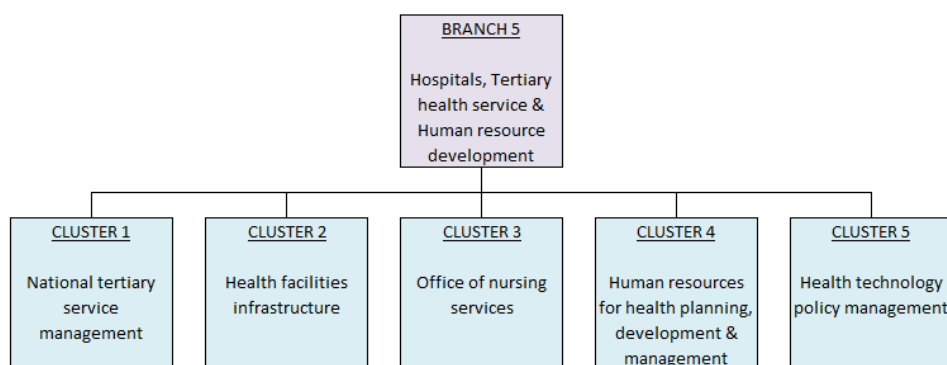 BRANCH 5
Hospitals, Tertiary
health service &
Human resource
development
CLUSTER 1
National tertiary
service
management
CLUSTER 2
Health facilities
infrastructure
CLUSTER 3
Office of nursing
services
CLUSTER 4
Human resources
for health planning,
development &
management
CLUSTER 5
Health technology
policy management